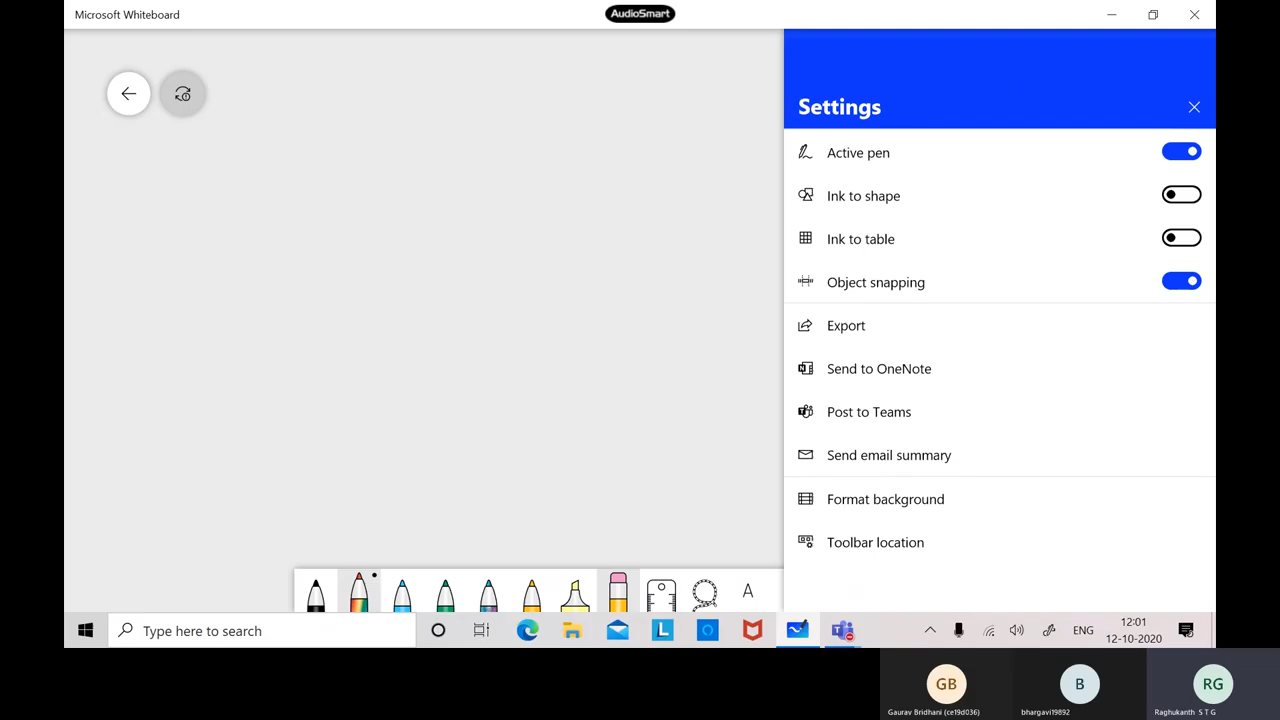 Microsoft Whiteboard
AudioSmart
Settings
Active pen
Ink to shape
Ink to table
Object snapping
Export
Send to OneNote
Post to Teams
Send email summary
Format background
Toolbar location
A
Type here to search
L
ENG
12:01
12-10-2020
GB
B
RG
Gaurav Bridhani (ce19d036)
bhargavi19892
Raghukanth S T G